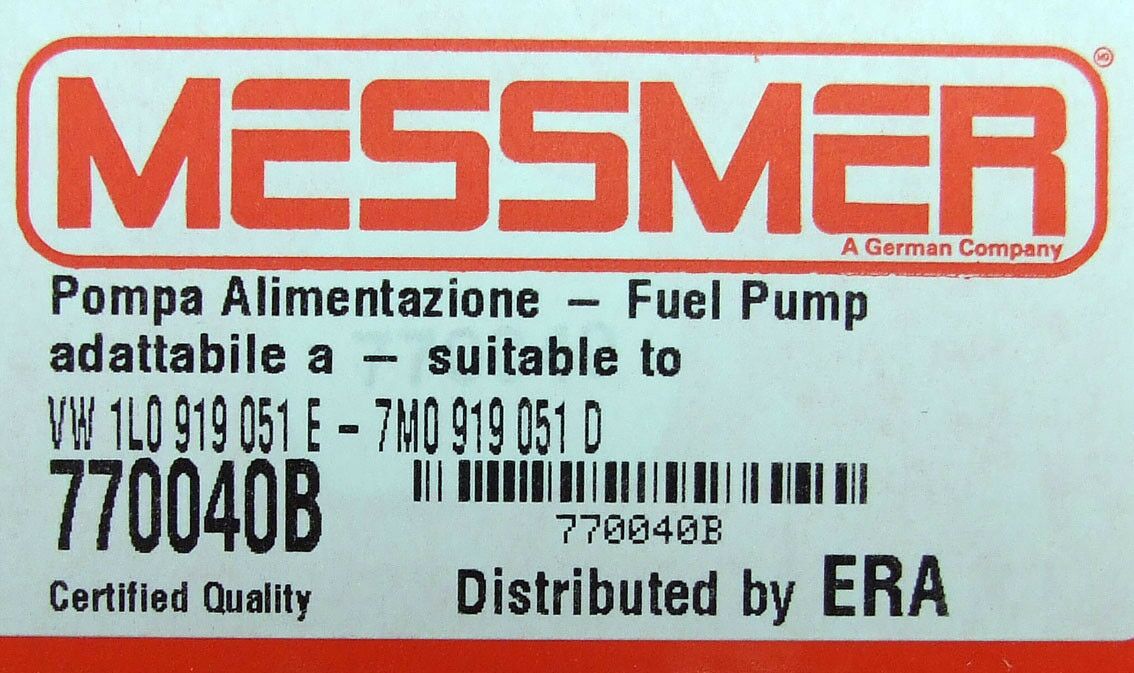 MESSMER
A German Company
Pompa Alimentazione – Fuel Pump
adattabile a – suitable to
VW 1L0 919 051 E - 7M0 919 051 D
770040B
770040B
Certified Quality
Distributed by ERA